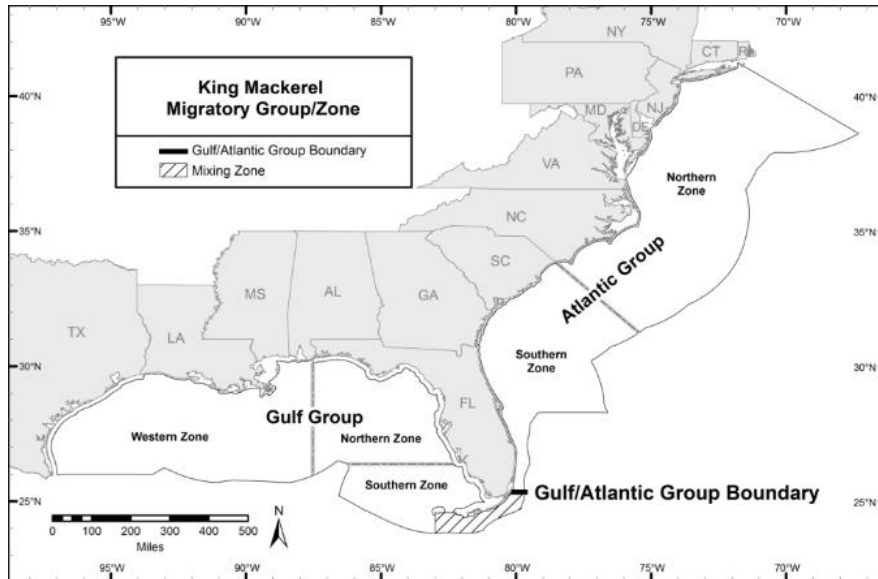 95°W 90°W 85°W 80°W 75°W 70°W
King Mackerel
Migratory Group/Zone
Gulf/Atlantic Group Boundary
Mixing Zone
40°N
35°N
30°N
25°N
40°N
35°N
30°N
25°N
NY
CT
RI
PA
NJ
MD
DE
VA
NC
SC
TX
LA
MS
AL
GA
FL
Northern
Zone
Atlantic Group
Southern
Zone
Gulf Group
Western Zone
Northern Zone
Southern Zone
Gulf/Atlantic Group Boundary
0 50 100 200 300 400 500
Miles
N
95°W 90°W 85°W 80°W 75°W 70°W